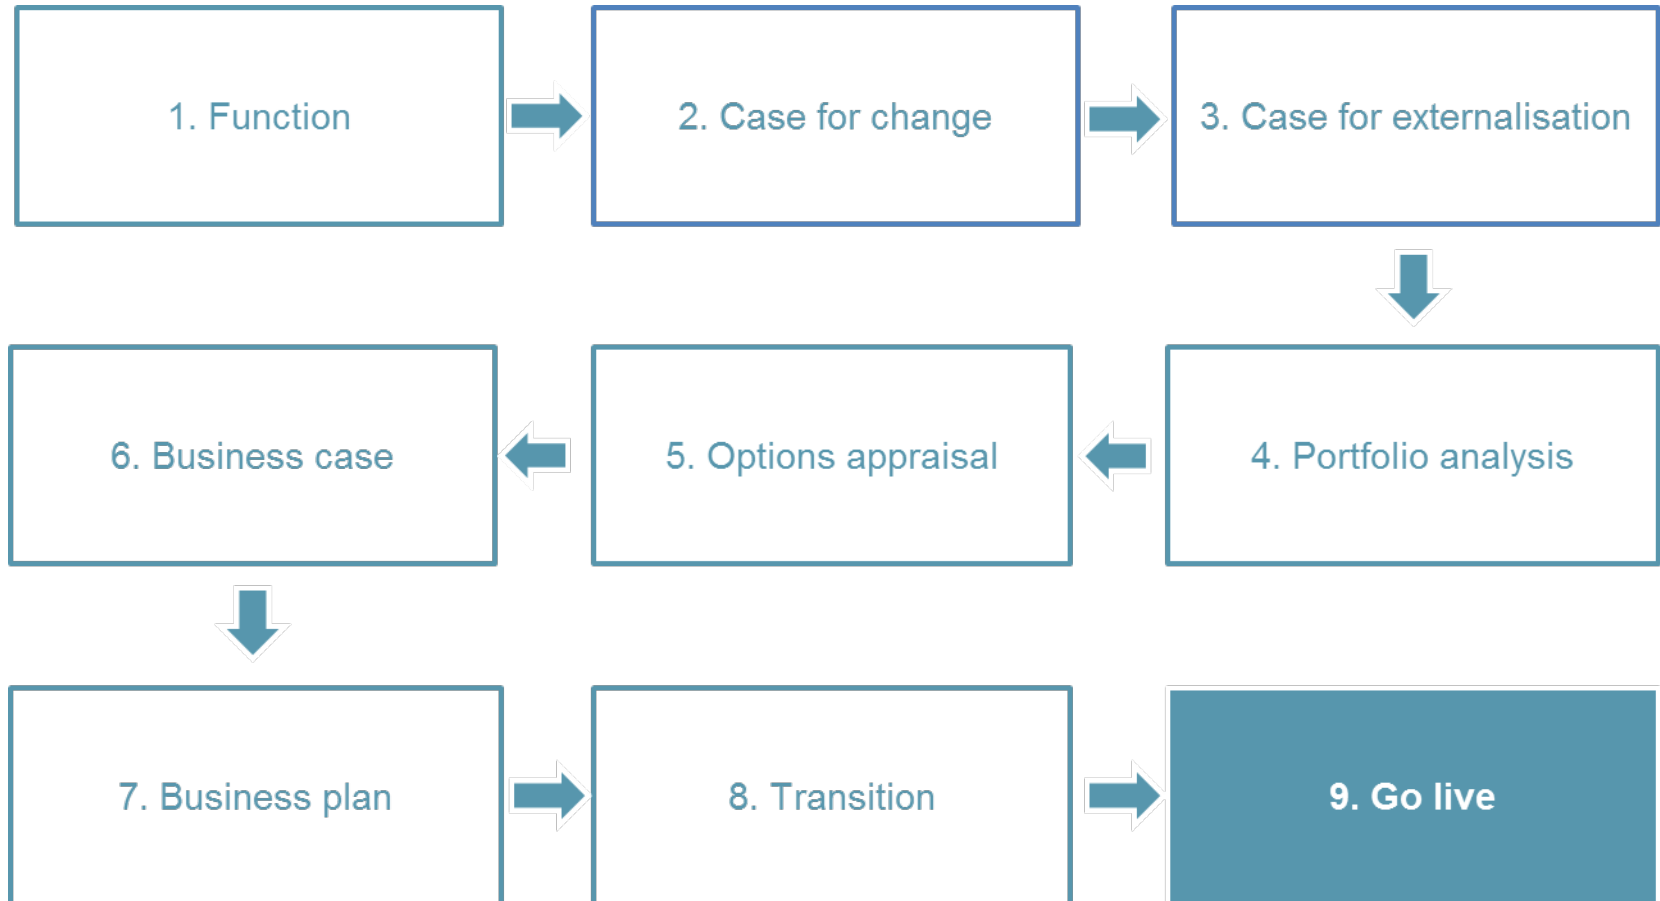 1. Function
2. Case for change
3. Case for externalisation
4. Portfolio analysis
5. Options appraisal
6. Business case
7. Business plan
8. Transition
9. Go live